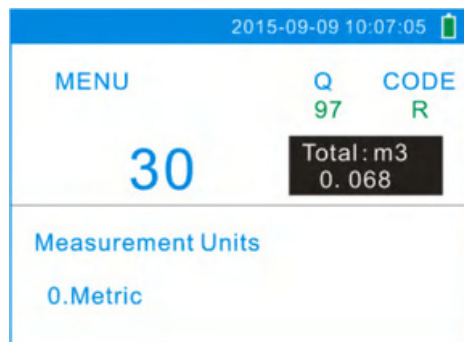 2015-09-09 10:07:05
MENU
Q CODE
97 R
30
Total:m3
0.068
Measurement Units
0.Metric